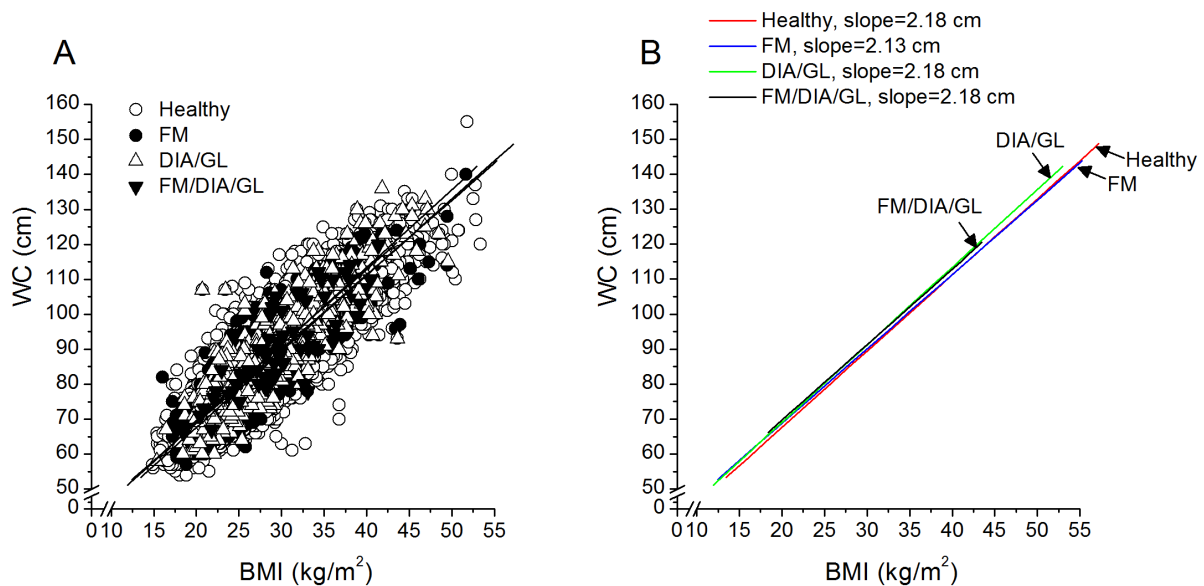 A
Healthy
FM
DIA/GL
FM/DIA/GL
160
150
140
130
120
110
100
90
80
70
60
50
0
WC (cm)
0 10 15 20 25 30 35 40 45 50 55
BMI (kg/m²)
B
Healthy, slope=2.18 cm
FM, slope=2.13 cm
DIA/GL, slope=2.18 cm
FM/DIA/GL, slope=2.18 cm
160
150
140
130
120
110
100
90
80
70
60
50
0
WC (cm)
DIA/GL
Healthy
FM
FM/DIA/GL
0 10 15 20 25 30 35 40 45 50 55
BMI (kg/m²)